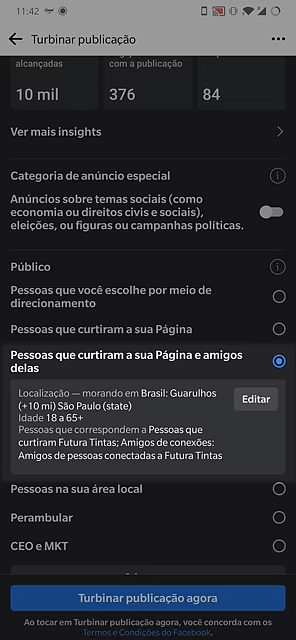 11:42
Turbinar publicação
alcançadas
com a publicação
10 mil
376
84
Ver mais insights
Categoria de anúncio especial
Anúncios sobre temas sociais (como
economia ou direitos civis e sociais),
eleições, ou figuras ou campanhas políticas.
Público
Pessoas que você escolhe por meio de
direcionamento
Pessoas que curtiram a sua Página
Pessoas que curtiram a sua Página e amigos
delas
Localização — morando em Brasil: Guarulhos
(+10 mi) São Paulo (state)
Idade 18 a 65+
Pessoas que correspondem a Pessoas que
curtiram Futura Tintas; Amigos de conexões:
Amigos de pessoas conectadas a Futura Tintas
Editar
Pessoas na sua área local
Perambular
CEO e MKT
Turbinar publicação agora
Ao tocar em Turbinar publicação agora, você concorda com os
Termos e Condições do Facebook.